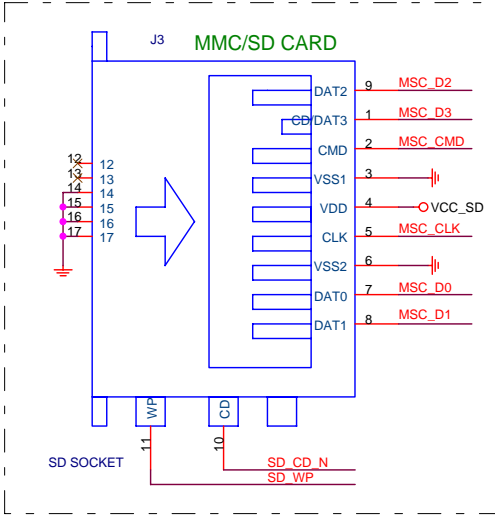 J3 MMC/SD CARD
DAT2 9 MSC_D2
CD/DAT3 1 MSC_D3
CMD 2 MSC_CMD
12 12
13 13
VSS1 3
14 14
15 15
VDD 4 VCC_SD
16 16
17 17
CLK 5 MSC_CLK
VSS2 6
DAT0 7 MSC_D0
DAT1 8 MSC_D1
WP
CD
11
10
SD SOCKET
SD_CD_N
SD_WP